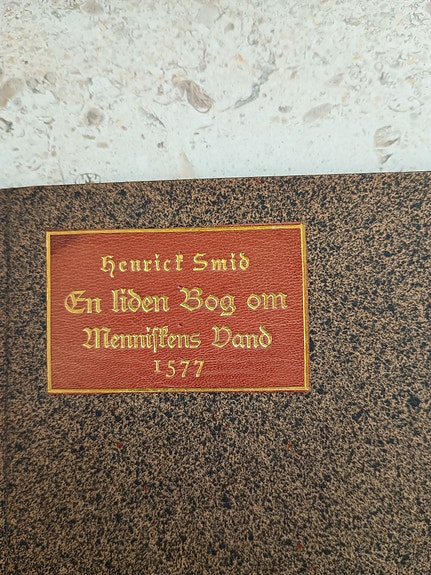 Henrick Smid
En liden Bog om
Menniſkens Vand
1577